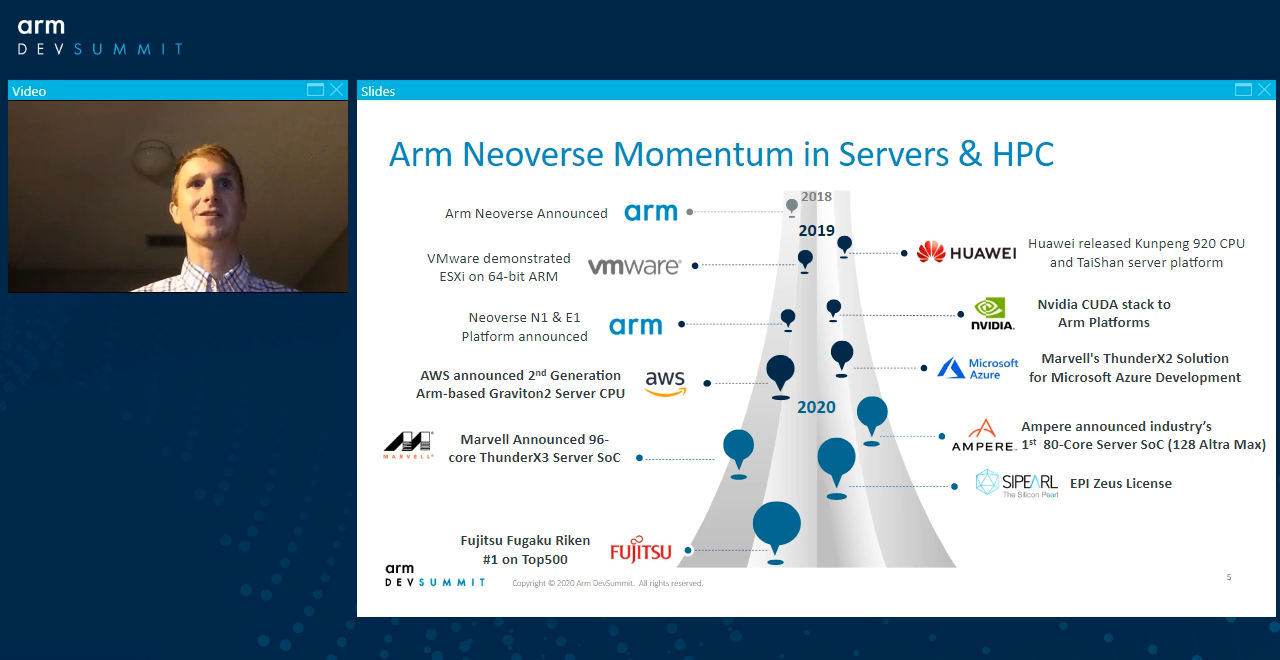 arm
DEVSUMMIT
Video
Slides
Arm Neoverse Momentum in Servers & HPC
2018
Arm Neoverse Announced
arm
2019
VMware demonstrated
ESXi on 64-bit ARM
vmware®
HUAWEI
Huawei released Kunpeng 920 CPU
and TaiShan server platform
Neoverse N1 & E1
Platform announced
arm
NVIDIA.
Nvidia CUDA stack to
Arm Platforms
AWS announced 2nd Generation
Arm-based Graviton2 Server CPU
aws
Microsoft
Azure
Marvell's ThunderX2 Solution
for Microsoft Azure Development
2020
MARVELL®
Marvell Announced 96-
core ThunderX3 Server SoC
AMPERE.
Ampere announced industry’s
1st 80-Core Server SoC (128 Altra Max)
SIPEARL
The Silicon Pearl
EPI Zeus License
Fujitsu Fugaku Riken
#1 on Top500
FUJITSU
arm
DEVSUMMIT
Copyright © 2020 Arm DevSummit. All rights reserved.
5